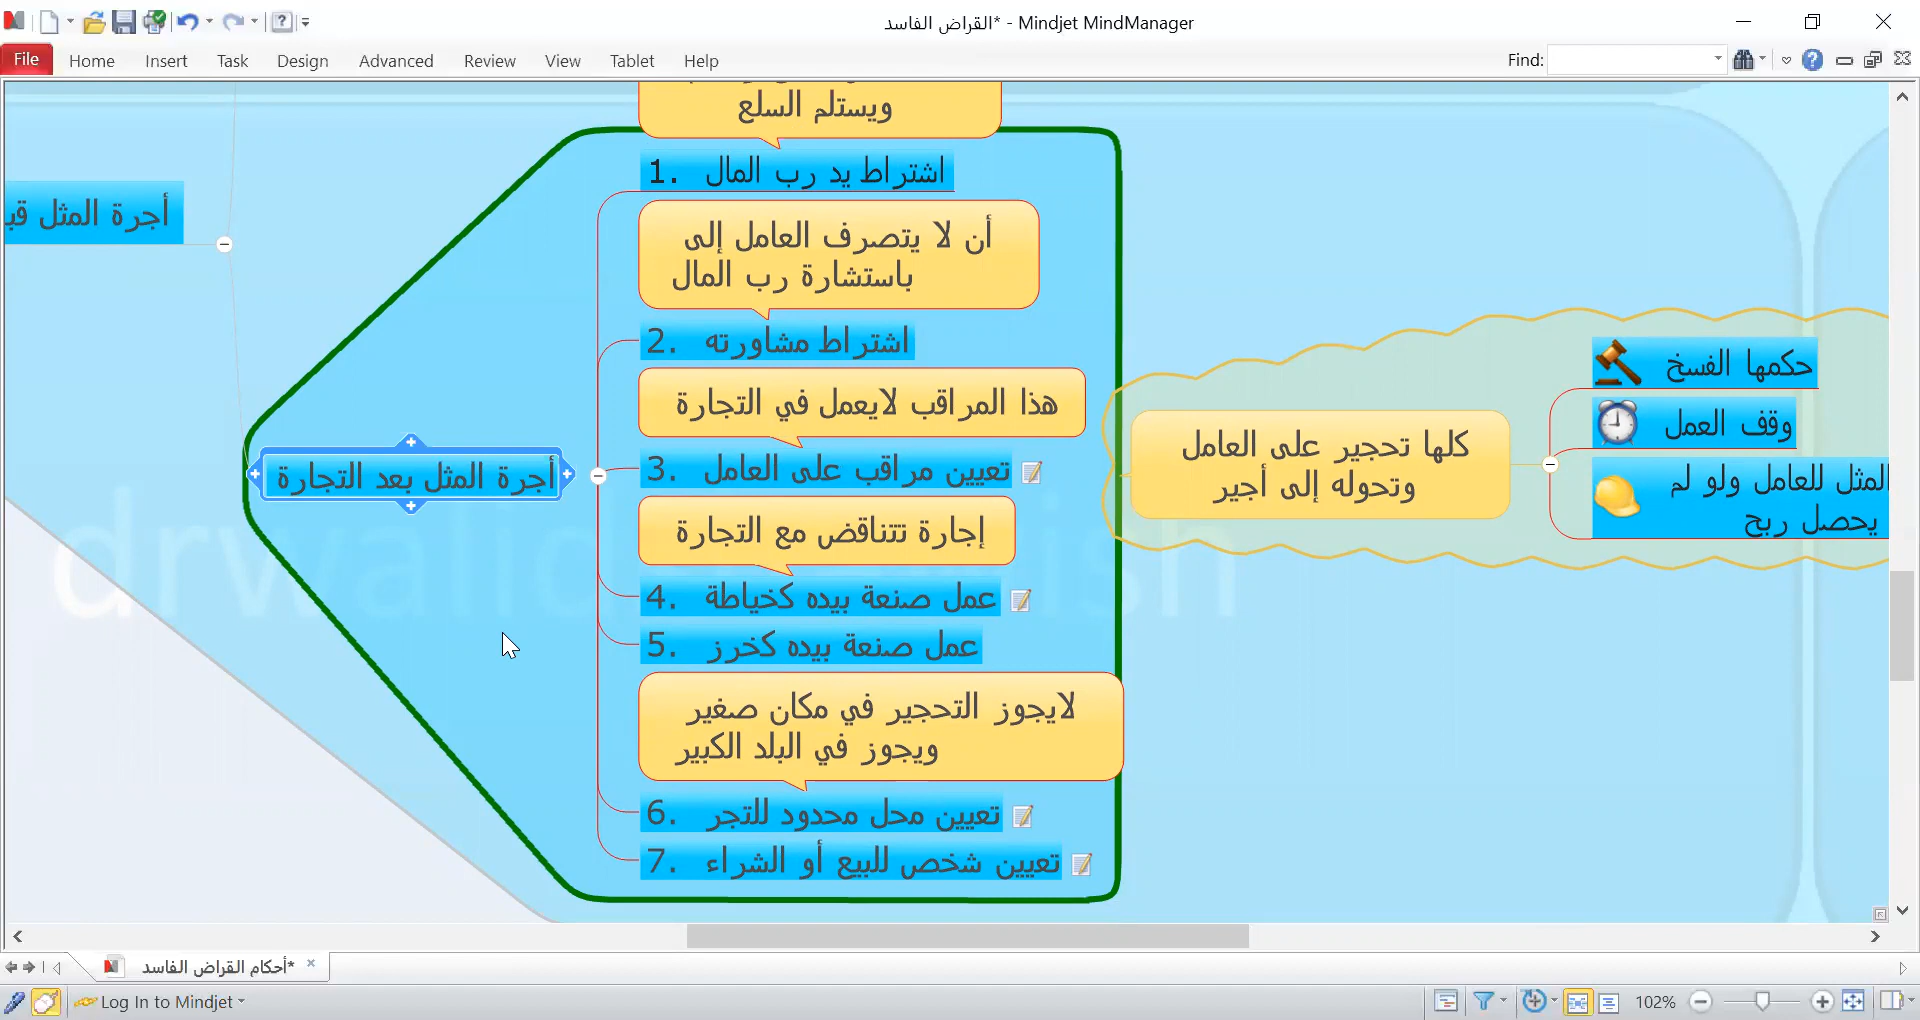 *القراض الفاسد - Mindjet MindManager
File Home Insert Task Design Advanced Review View Tablet Help
Find:
ويستلم السلع
1. اشتراط يد رب المال
أجرة المثل
أن لا يتصرف العامل إلى
باستشارة رب المال
2. اشتراط مشاورته
هذا المراقب لايعمل في التجارة
3. تعيين مراقب على العامل
أجرة المثل بعد التجارة
إجارة تتناقض مع التجارة
4. عمل صنعة بيده كخياطة
5. عمل صنعة بيده كخرز
لايجوز التحجير في مكان صغير
ويجوز في البلد الكبير
6. تعيين محل محدود للتجر
7. تعيين شخص للبيع أو الشراء
كلها تحجير على العامل
وتحوله إلى أجير
حكمها الفسخ
وقف العمل
المثل للعامل ولو لم
يحصل ربح
*أحكام القراض الفاسد
Log In to Mindjet
102%